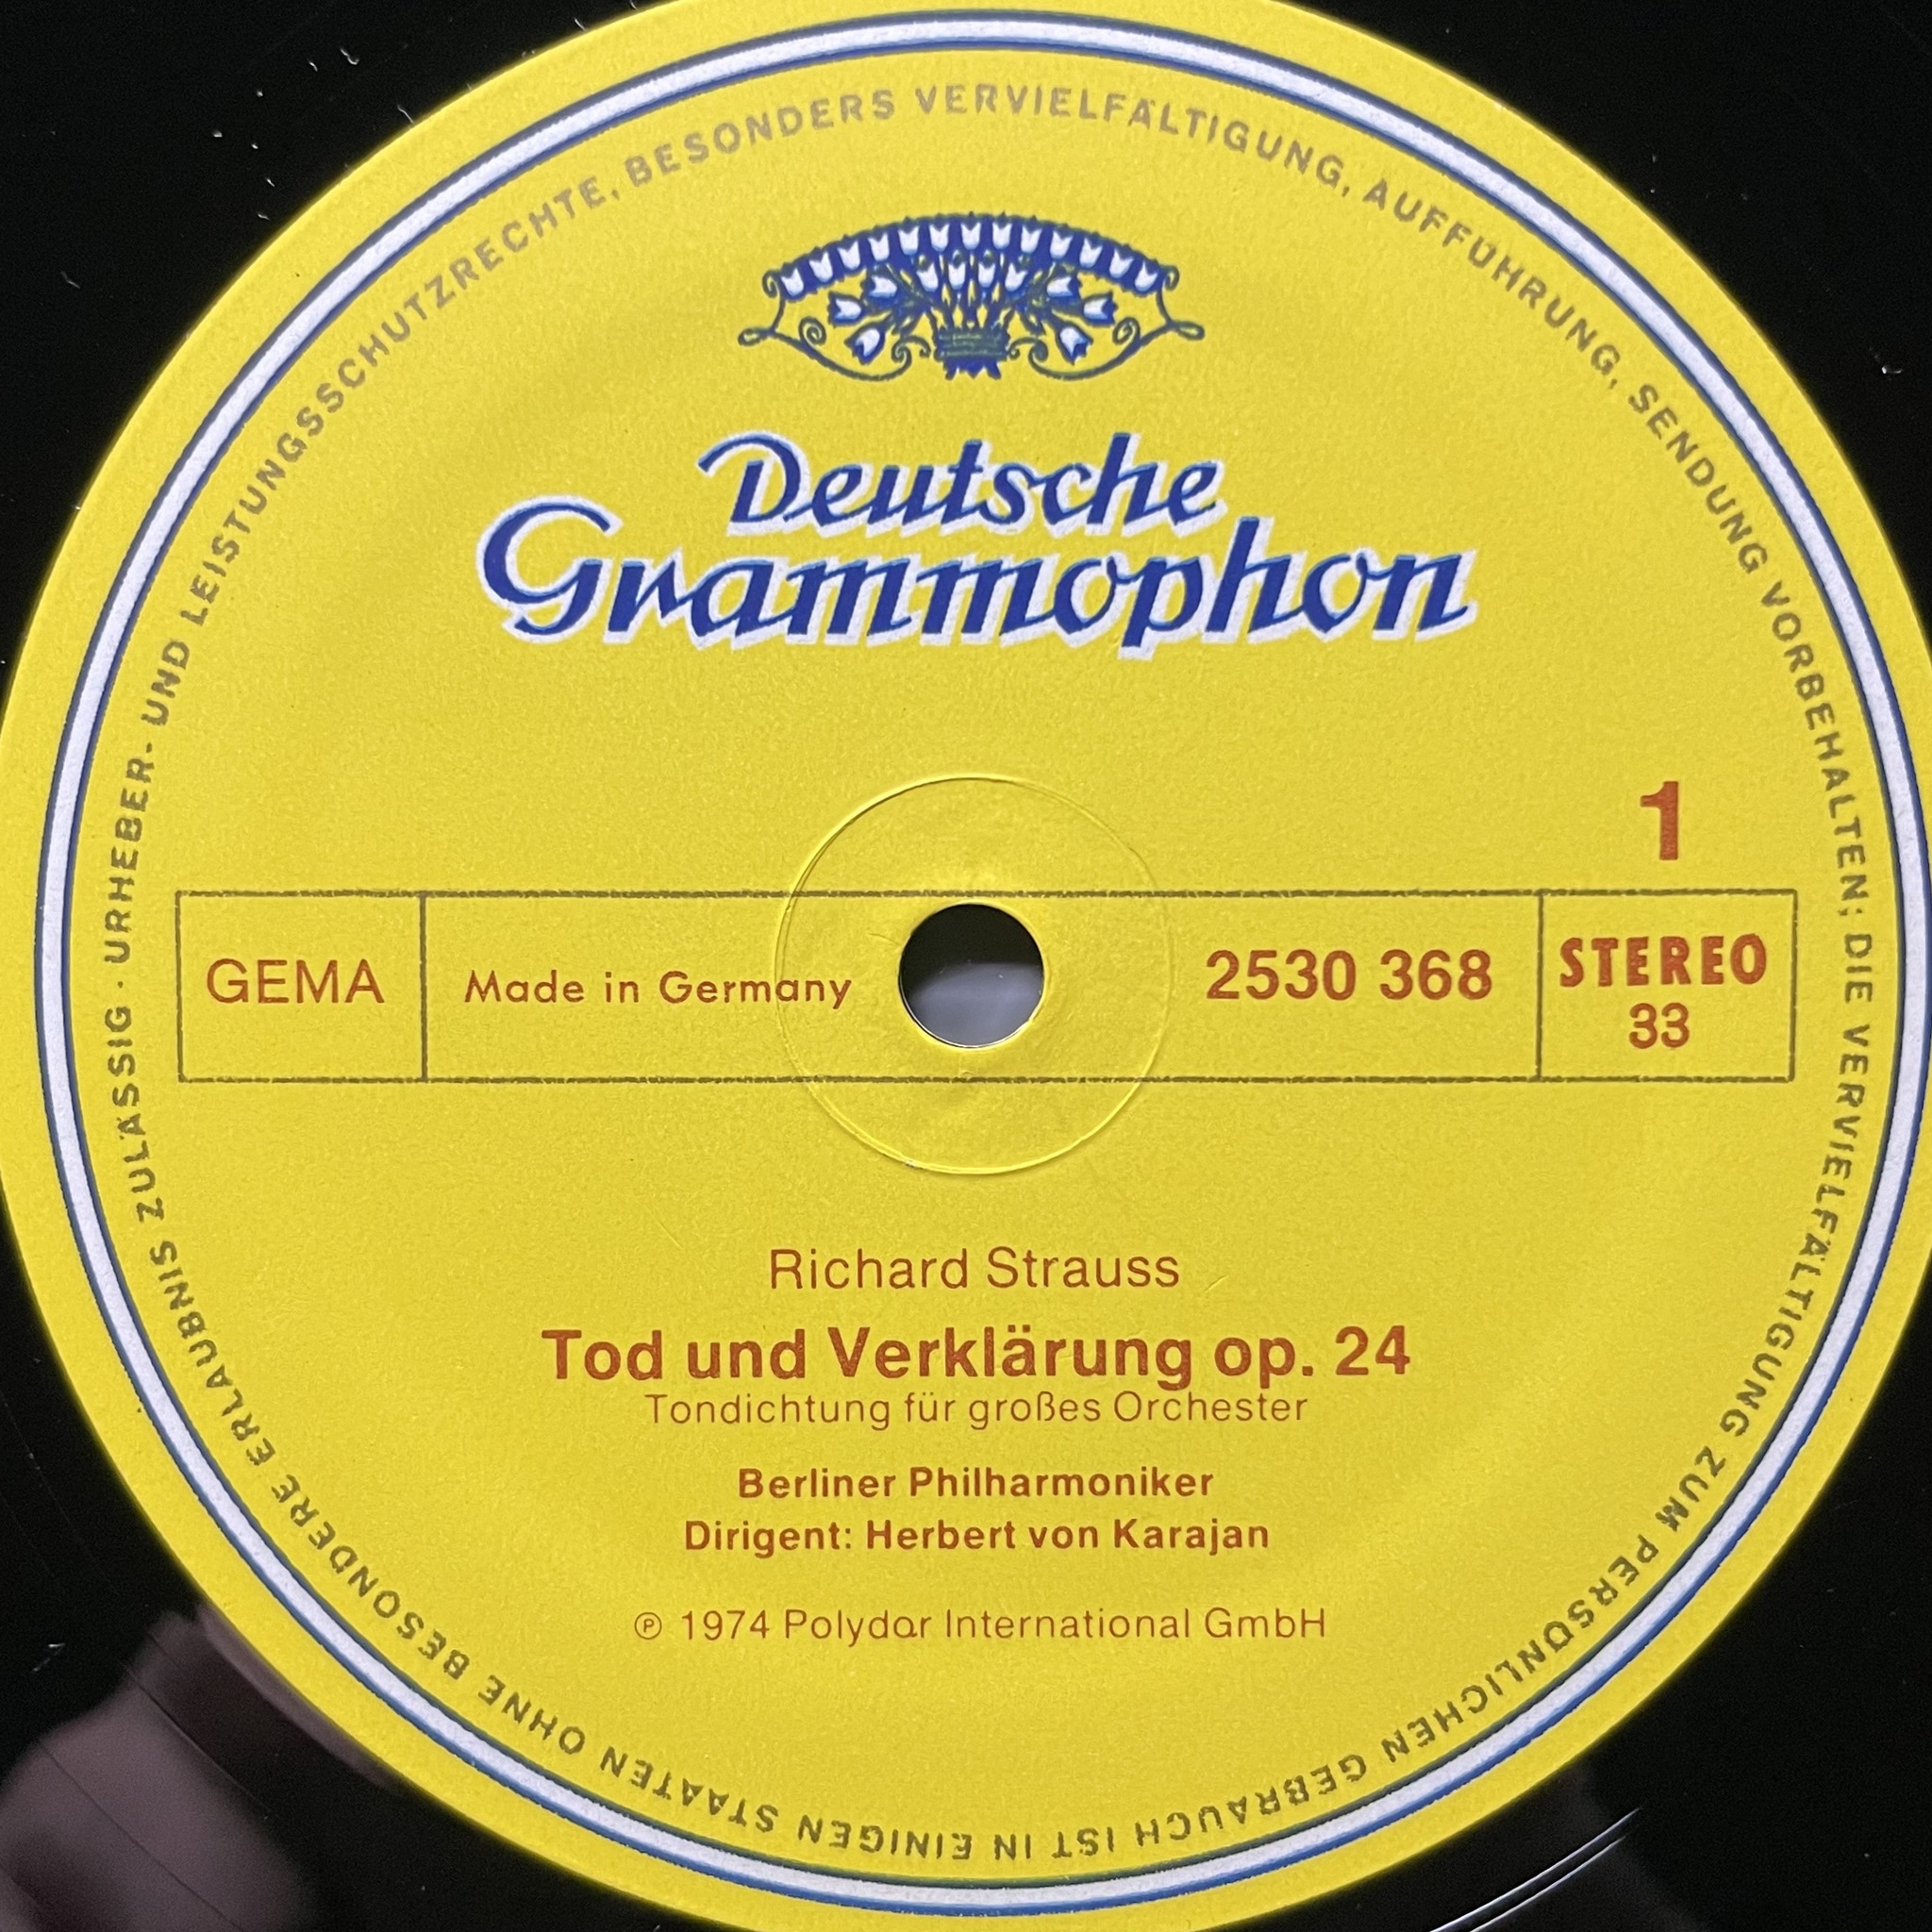 Deutsche
Grammophon
1
GEMA
Made in Germany
2530 368
STEREO
33
Richard Strauss
Tod und Verklärung op. 24
Tondichtung für großes Orchester
Berliner Philharmoniker
Dirigent: Herbert von Karajan
℗ 1974 Polydor International GmbH
URHEBER- UND LEISTUNGSSCHUTZRECHTE, BESONDERS VERVIELFÄLTIGUNG, AUFFÜHRUNG, SENDUNG VORBEHALTEN; DIE VERVIELFÄLTIGUNG ZUM PERSÖNLICHEN GEBRAUCH IST IN EINIGEN STAATEN OHNE BESONDERE ERLAUBNIS ZULÄSSIG ·